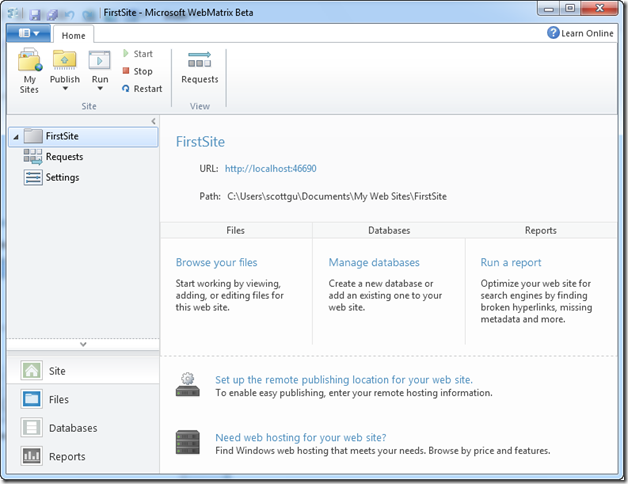 FirstSite - Microsoft WebMatrix Beta
Home
Learn Online
My Sites
Publish
Run
Start
Stop
Restart
Requests
Site
View
FirstSite
Requests
Settings
FirstSite
URL: http://localhost:46690
Path: C:\Users\scottgu\Documents\My Web Sites\FirstSite
Files
Databases
Reports
Browse your files
Start working by viewing,
adding, or editing files for
this web site.
Manage databases
Create a new database or
add an existing one to your
web site.
Run a report
Optimize your web site for
search engines by finding
broken hyperlinks, missing
metadata and more.
Site
Files
Databases
Reports
Set up the remote publishing location for your web site.
To enable easy publishing, enter your remote hosting information.
Need web hosting for your web site?
Find Windows web hosting that meets your needs. Browse by price and features.